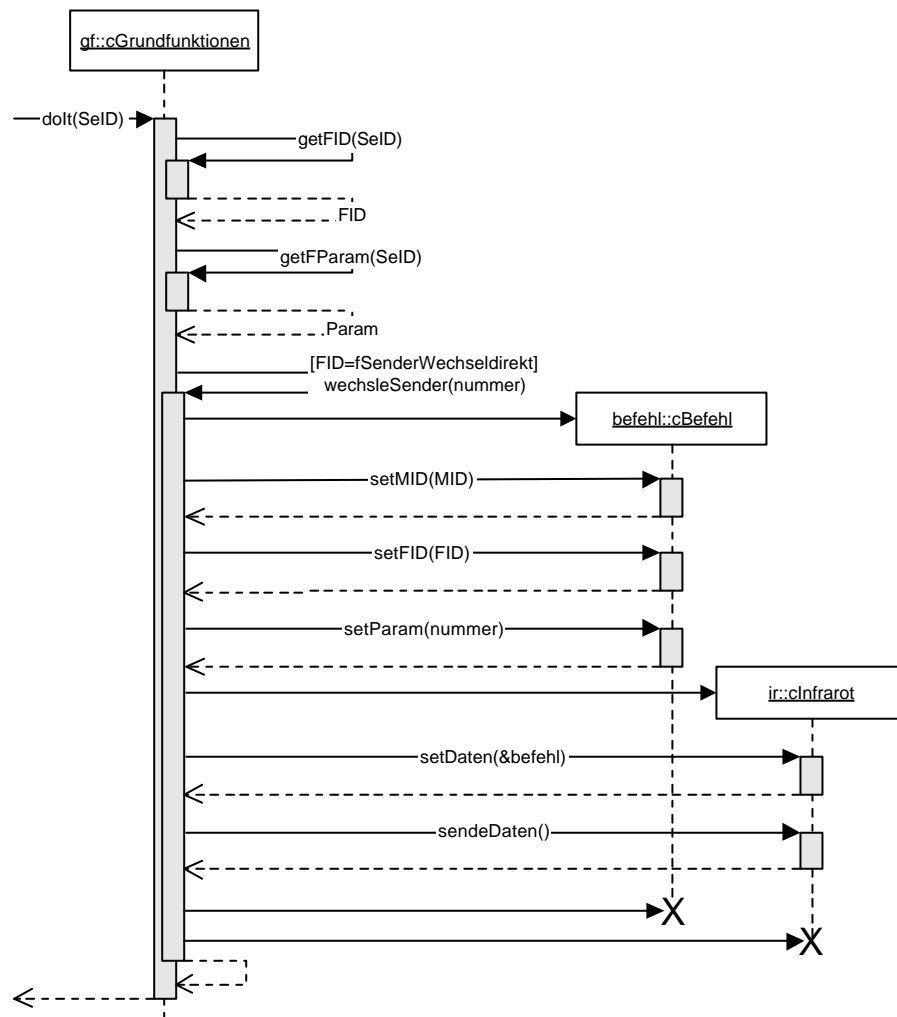 gf::cGrundfunktionen
doIt(SeID)
getFID(SeID)
FID
getFParam(SeID)
Param
[FID=fSenderWechseldirekt]
wechsleSender(nummer)
befehl::cBefehl
setMID(MID)
setFID(FID)
setParam(nummer)
ir::cInfrarot
setDaten(&befehl)
sendeDaten()